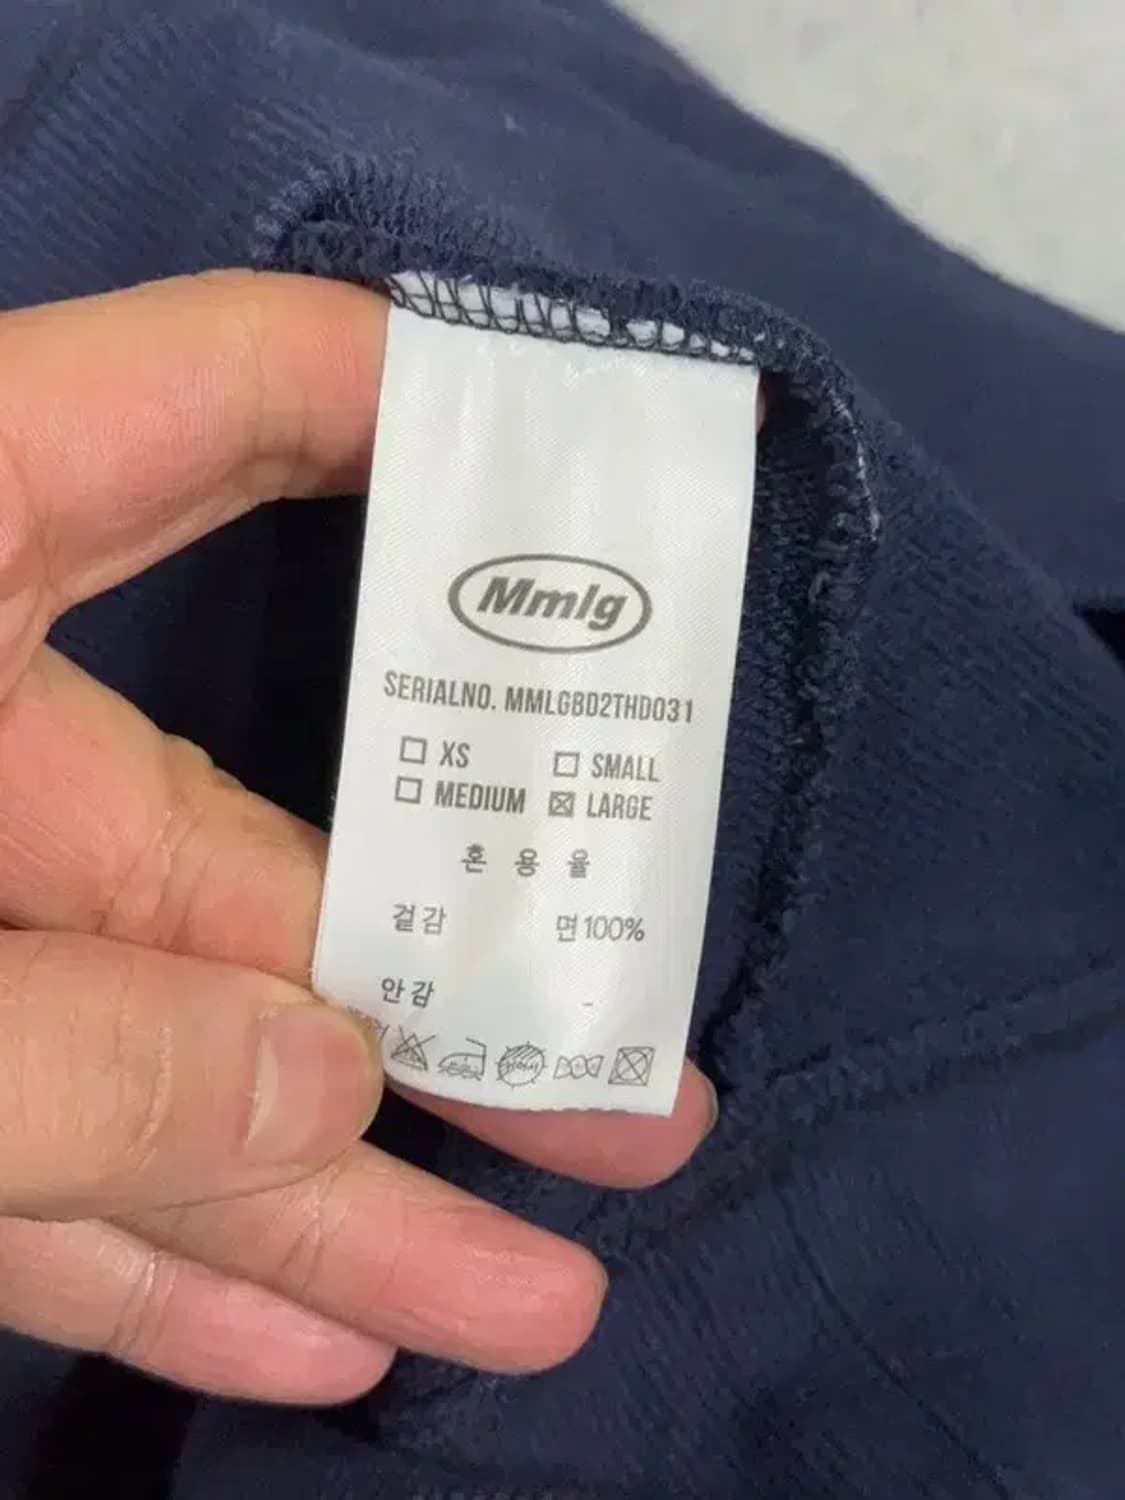 Mmlg
SERIALNO. MMLGBD2THD031
☐ XS ☐ SMALL
☐ MEDIUM ☒ LARGE
혼 용 율
겉감 면100%
안감 -